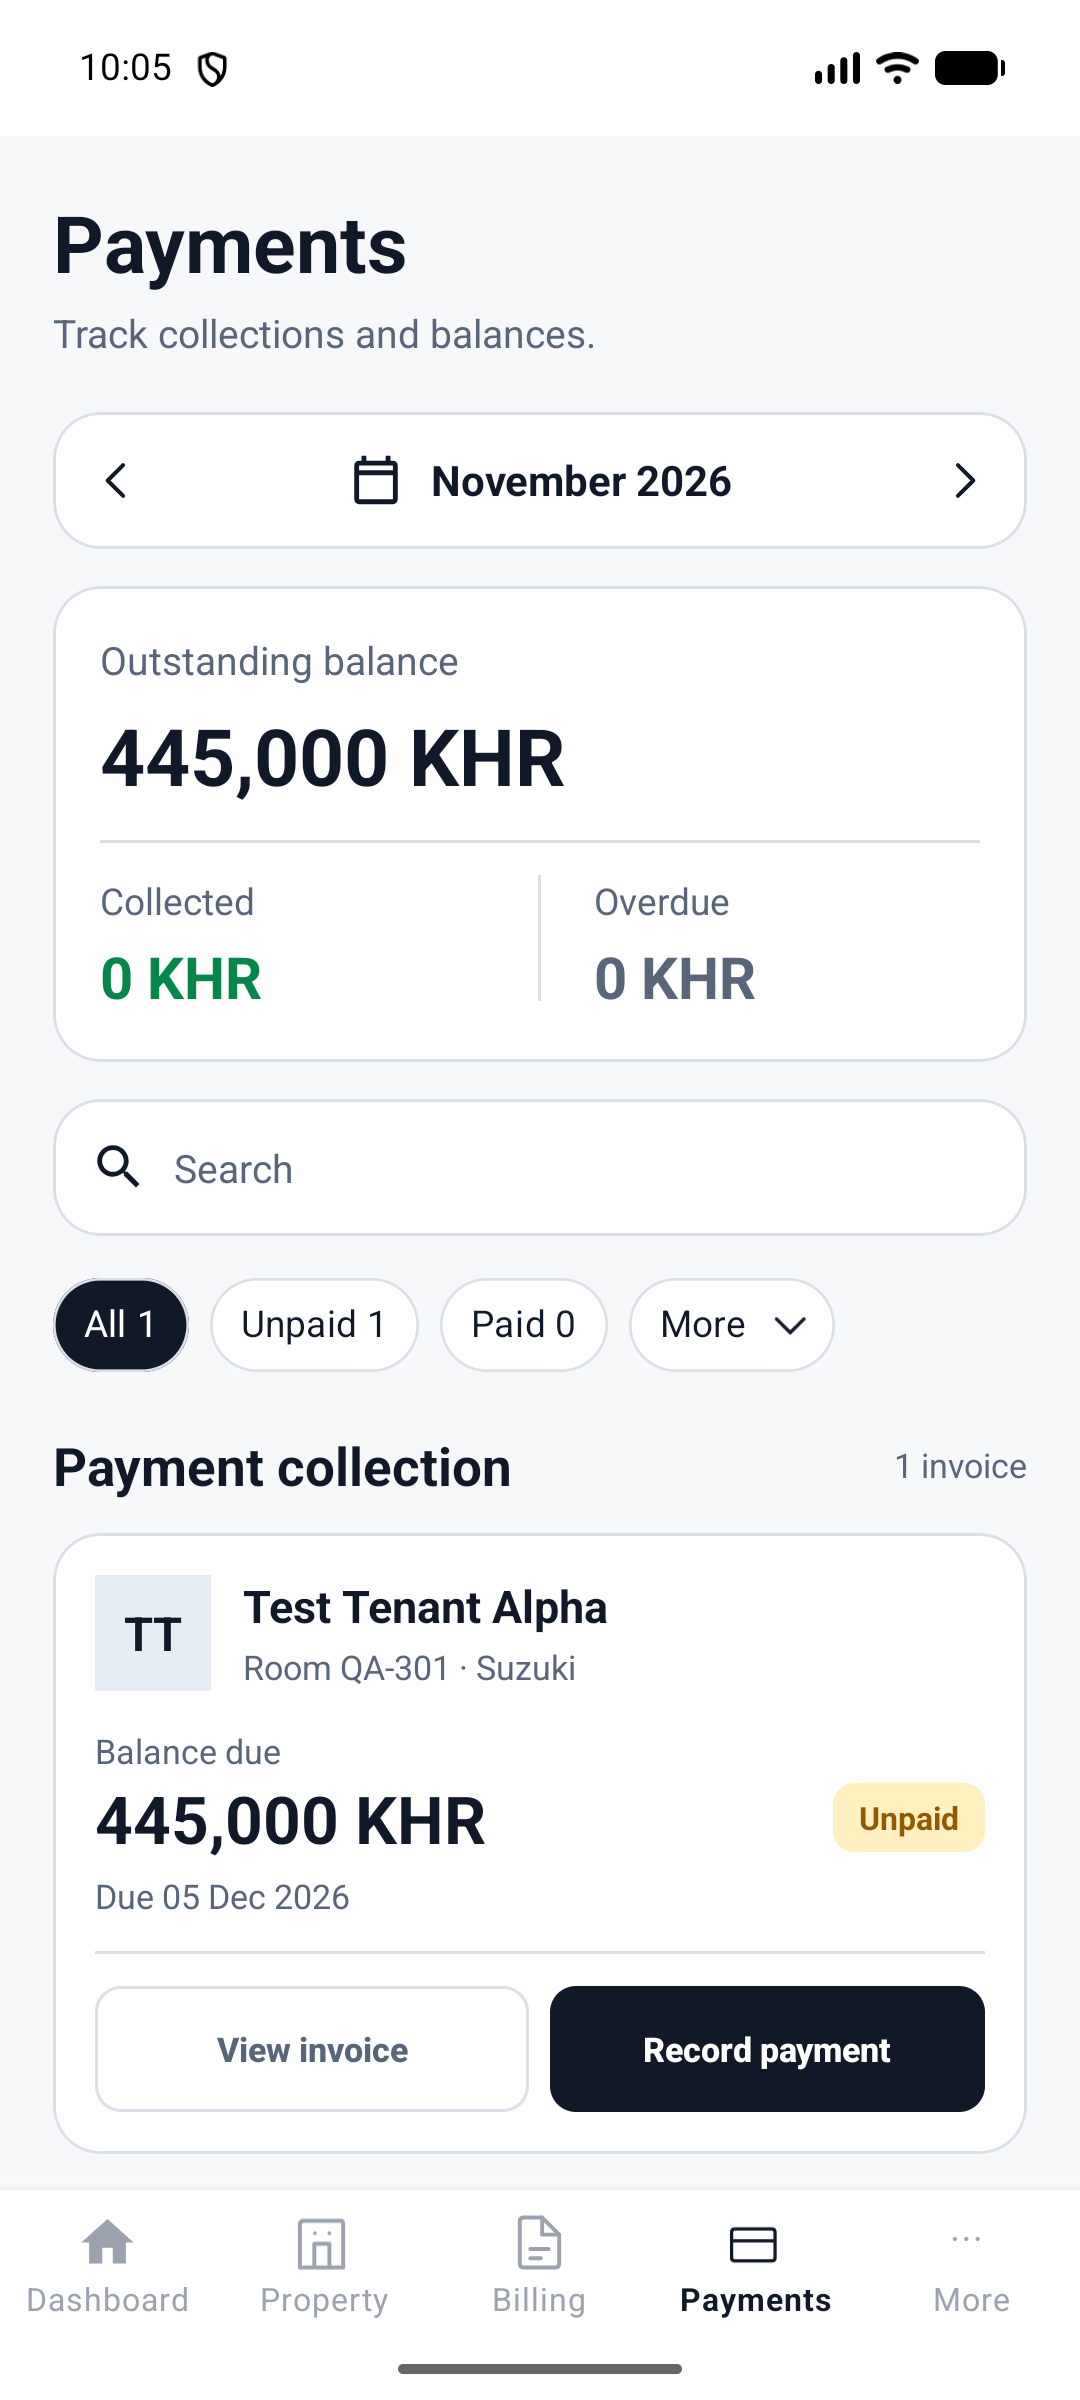 10:05
Payments
Track collections and balances.
November 2026
Outstanding balance
445,000 KHR
Collected
Overdue
0 KHR
0 KHR
Search
All 1
Unpaid 1
Paid 0
More
Payment collection
1 invoice
TT
Test Tenant Alpha
Room QA-301 · Suzuki
Balance due
445,000 KHR
Unpaid
Due 05 Dec 2026
View invoice
Record payment
Dashboard
Property
Billing
Payments
More